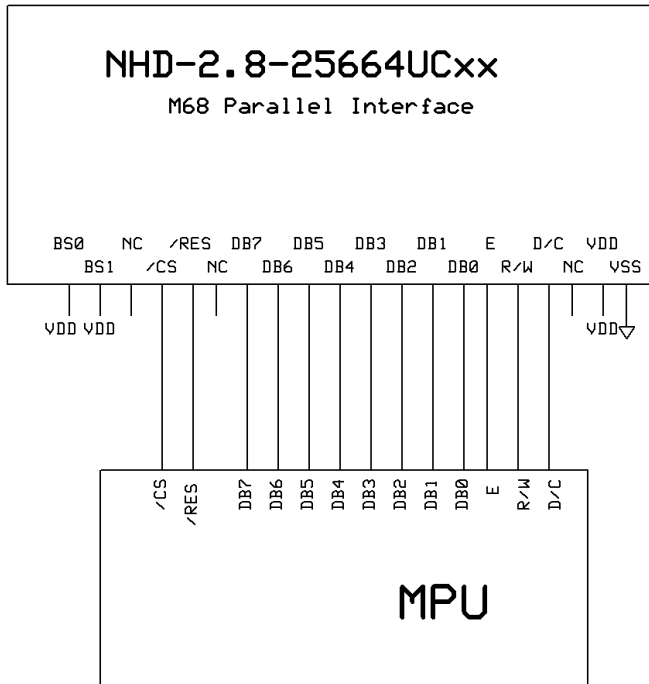 NHD-2.8-25664UCxx
M68 Parallel Interface
BS0 NC /RES DB7 DB5 DB3 DB1 E D/C VDD
BS1 /CS NC DB6 DB4 DB2 DB0 R/W NC VSS
VDD VDD VDD
/CS /RES DB7 DB6 DB5 DB4 DB3 DB2 DB1 DB0 E R/W D/C
MPU